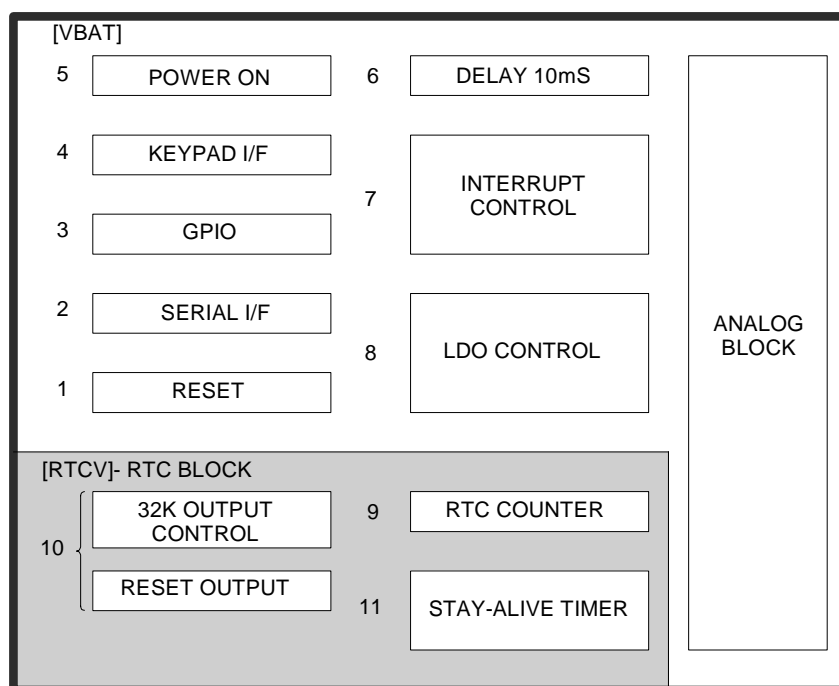 [VBAT]
5 POWER ON
6 DELAY 10mS
4 KEYPAD I/F
7 INTERRUPT
CONTROL
3 GPIO
2 SERIAL I/F
8 LDO CONTROL
ANALOG
BLOCK
1 RESET
[RTCV]- RTC BLOCK
10 32K OUTPUT
CONTROL
RESET OUTPUT
9 RTC COUNTER
11 STAY-ALIVE TIMER